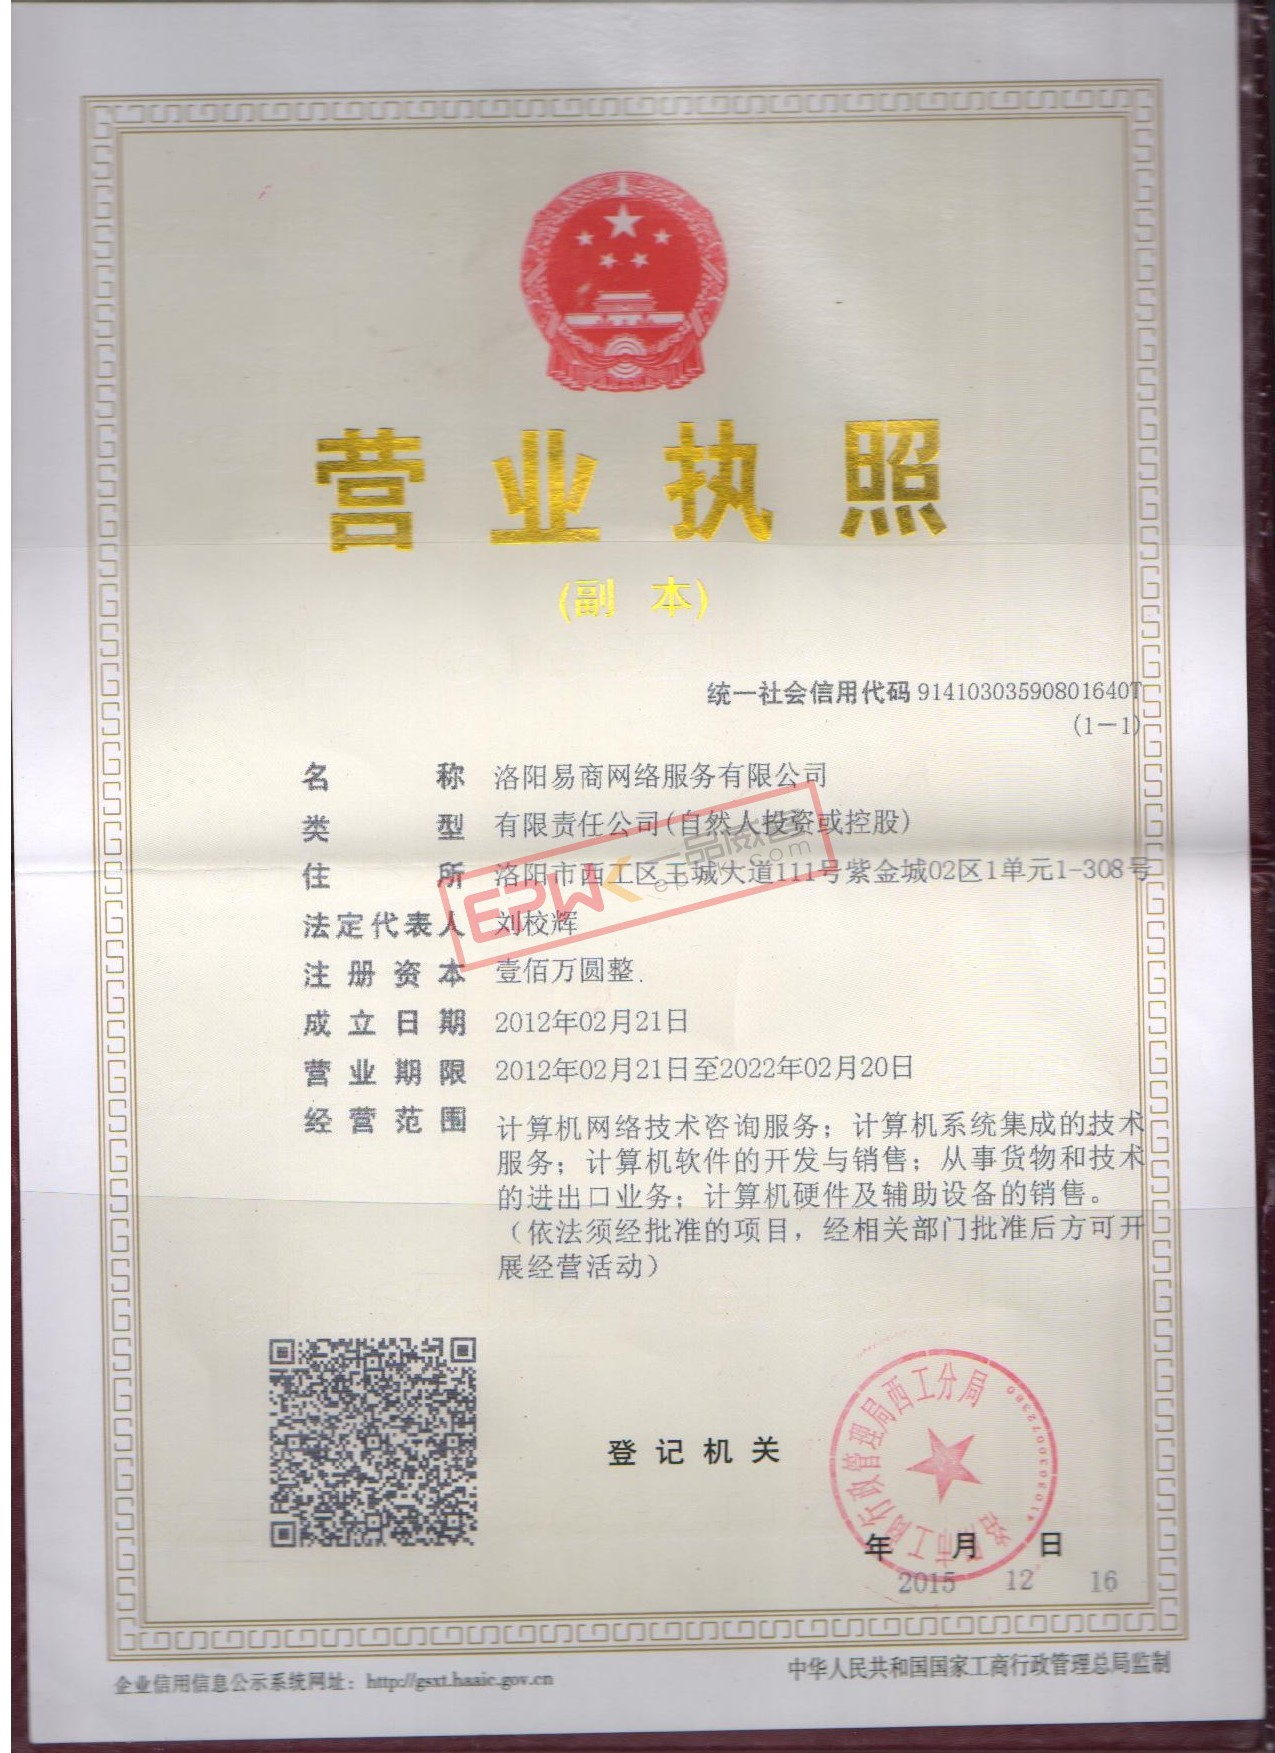 营业执照
(副 本)
统一社会信用代码 91410303590801640T
(1-1)
名 称 洛阳易商网络服务有限公司
类 型 有限责任公司(自然人投资或控股)
住 所 洛阳市西工区王城大道111号紫金城02区1单元1-308号
法定代表人 刘校辉
注册资本 壹佰万圆整
成立日期 2012年02月21日
营业期限 2012年02月21日至2022年02月20日
经营范围 计算机网络技术咨询服务；计算机系统集成的技术
服务；计算机软件的开发与销售；从事货物和技术
的进出口业务；计算机硬件及辅助设备的销售。
（依法须经批准的项目，经相关部门批准后方可开
展经营活动）
EPWK 一品威客
epwk.com
登记机关
洛阳市工商行政管理局西工分局
年 月 日
2015 12 16
企业信用信息公示系统网址：http://gsxt.haaic.gov.cn
中华人民共和国国家工商行政管理总局监制